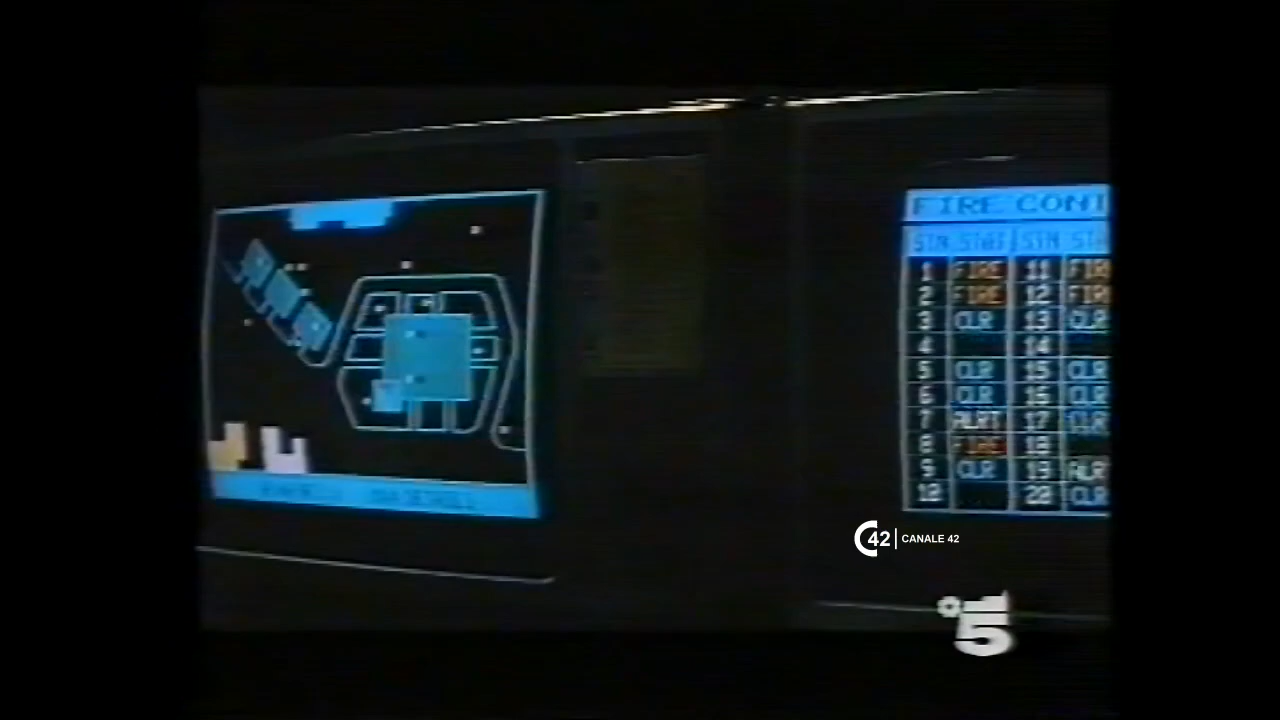 FIRE CONT
STN STAT STN STA
1 FIRE 11 FIR
2 FIRE 12 FIR
3 CLR 13 CLR
4 14
5 CLR 15 CLR
6 CLR 16 CLR
7 ALRT 17 CLR
8 FIRE 18
9 CLR 19 ALR
10 20 CLR
42 CANALE 42
5